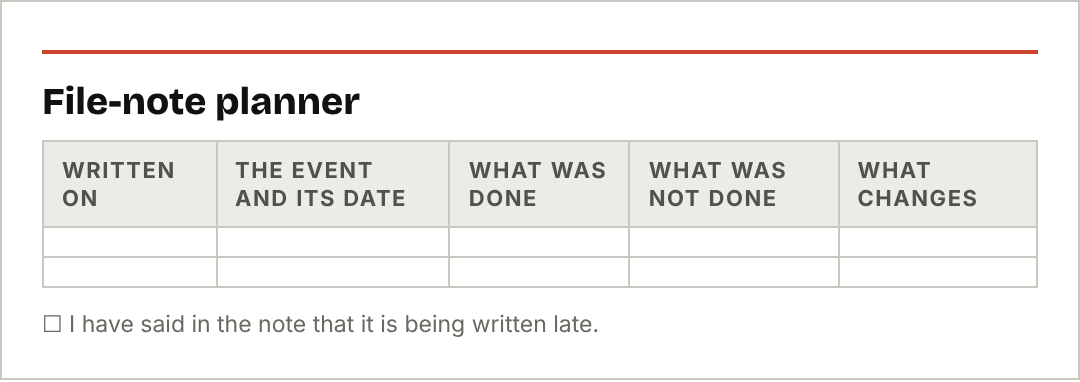 File-note planner
WRITTEN ON
THE EVENT AND ITS DATE
WHAT WAS DONE
WHAT WAS NOT DONE
WHAT CHANGES
☐ I have said in the note that it is being written late.